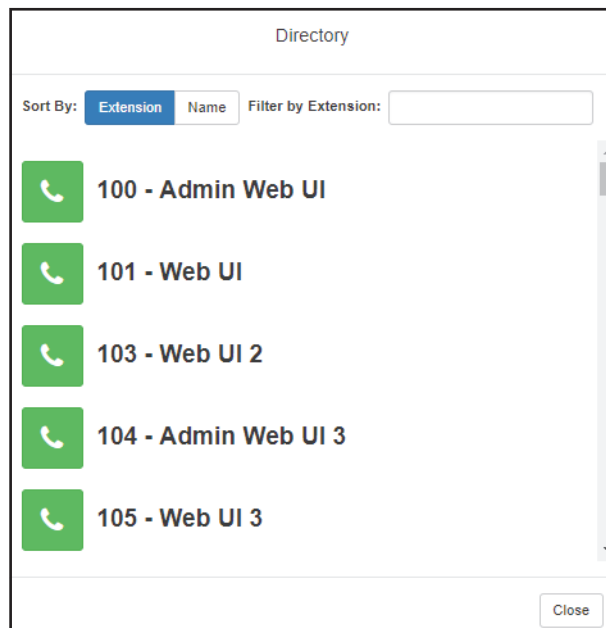 Directory
Sort By: Extension Name Filter by Extension:
100 - Admin Web UI
101 - Web UI
103 - Web UI 2
104 - Admin Web UI 3
105 - Web UI 3
Close